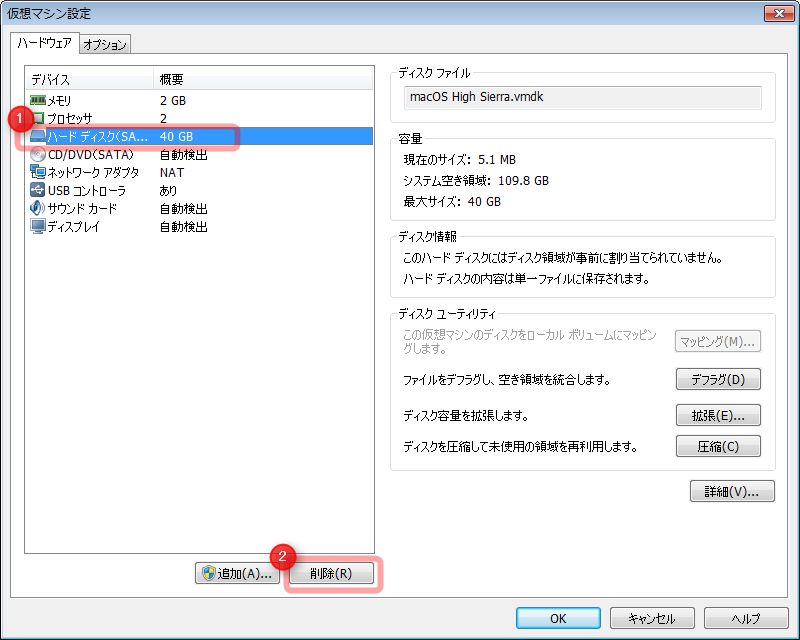 仮想マシン設定
ハードウェア オプション
デバイス 概要
メモリ 2 GB
プロセッサ 2
1
ハード ディスク(SA... 40 GB
CD/DVD(SATA) 自動検出
ネットワーク アダプタ NAT
USB コントローラ あり
サウンド カード 自動検出
ディスプレイ 自動検出
2
追加(A)... 削除(R)
ディスク ファイル
macOS High Sierra.vmdk
容量
現在のサイズ: 5.1 MB
システム空き領域: 109.8 GB
最大サイズ: 40 GB
ディスク情報
このハード ディスクにはディスク領域が事前に割り当てられていません。
ハード ディスクの内容は単一ファイルに保存されます。
ディスク ユーティリティ
この仮想マシンのディスクをローカル ボリュームにマッピン
グします。
マッピング(M)...
ファイルをデフラグし、空き領域を統合します。 デフラグ(D)
ディスク容量を拡張します。 拡張(E)...
ディスクを圧縮して未使用の領域を再利用します。 圧縮(C)
詳細(V)...
OK キャンセル ヘルプ